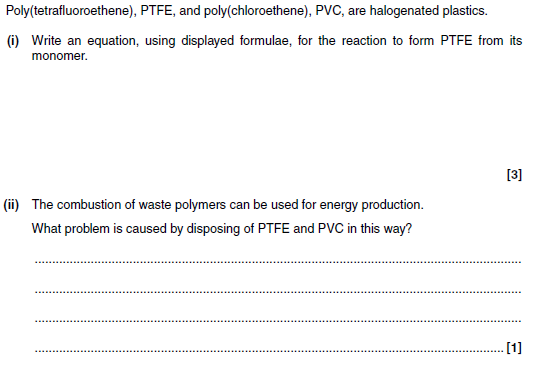 Poly(tetrafluoroethene), PTFE, and poly(chloroethene), PVC, are halogenated plastics.
(i) Write an equation, using displayed formulae, for the reaction to form PTFE from its
monomer.
[3]
(ii) The combustion of waste polymers can be used for energy production.
What problem is caused by disposing of PTFE and PVC in this way?
[1]